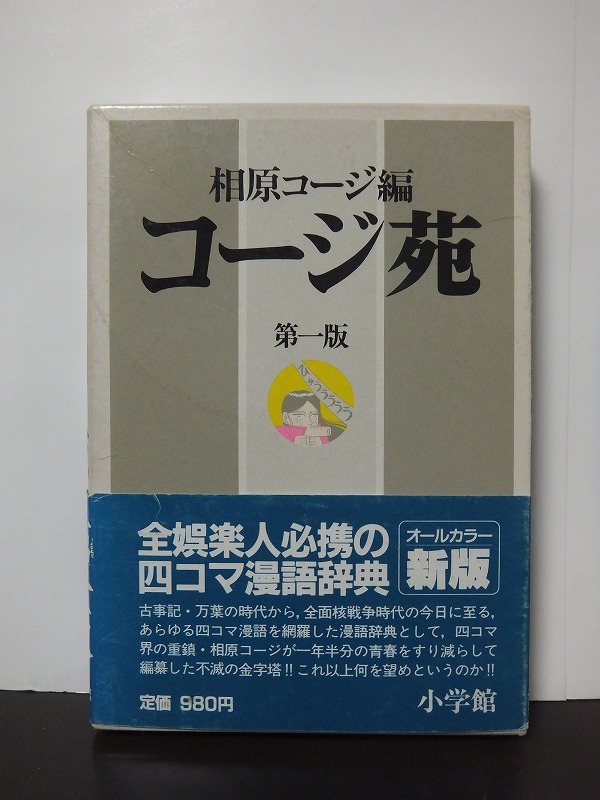 相原コージ編
コージ苑
第一版
全娯楽人必携の
四コマ漫語辞典
オールカラー
新版
古事記・万葉の時代から，全面核戦争時代の今日に至る，
あらゆる四コマ漫語を網羅した漫語辞典として，四コマ
界の重鎮・相原コージが一年半分の青春をすり減らして
編纂した不滅の金字塔!!これ以上何を望めというのか!!
定価 980円
小学館